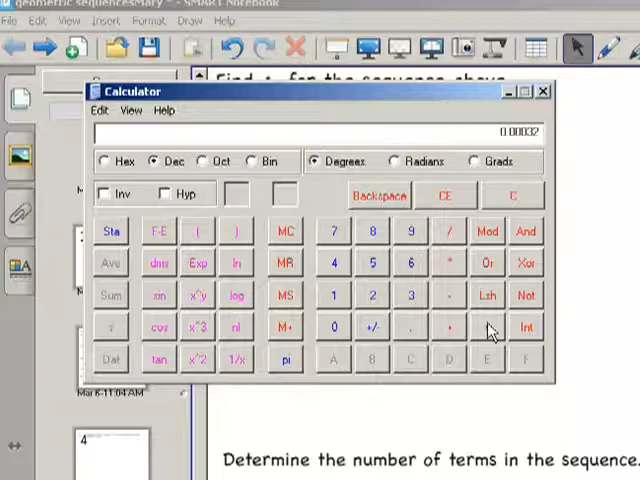 geometric sequencesMary * - SMART Notebook
File Edit View Insert Format Draw Help
Calculator
Edit View Help
0.00032
Hex Dec Oct Bin Degrees Radians Grads
Inv Hyp Backspace CE C
Sta F-E ( ) MC 7 8 9 / Mod And
Ave dms Exp ln MR 4 5 6 * Or Xor
Sum sin x^y log MS 1 2 3 - Lsh Not
s cos x^3 n! M+ 0 +/- . + Int
Dat tan x^2 1/x pi A B C D E F
Mar 6-11:04 AM
4
Determine the number of terms in the sequence.